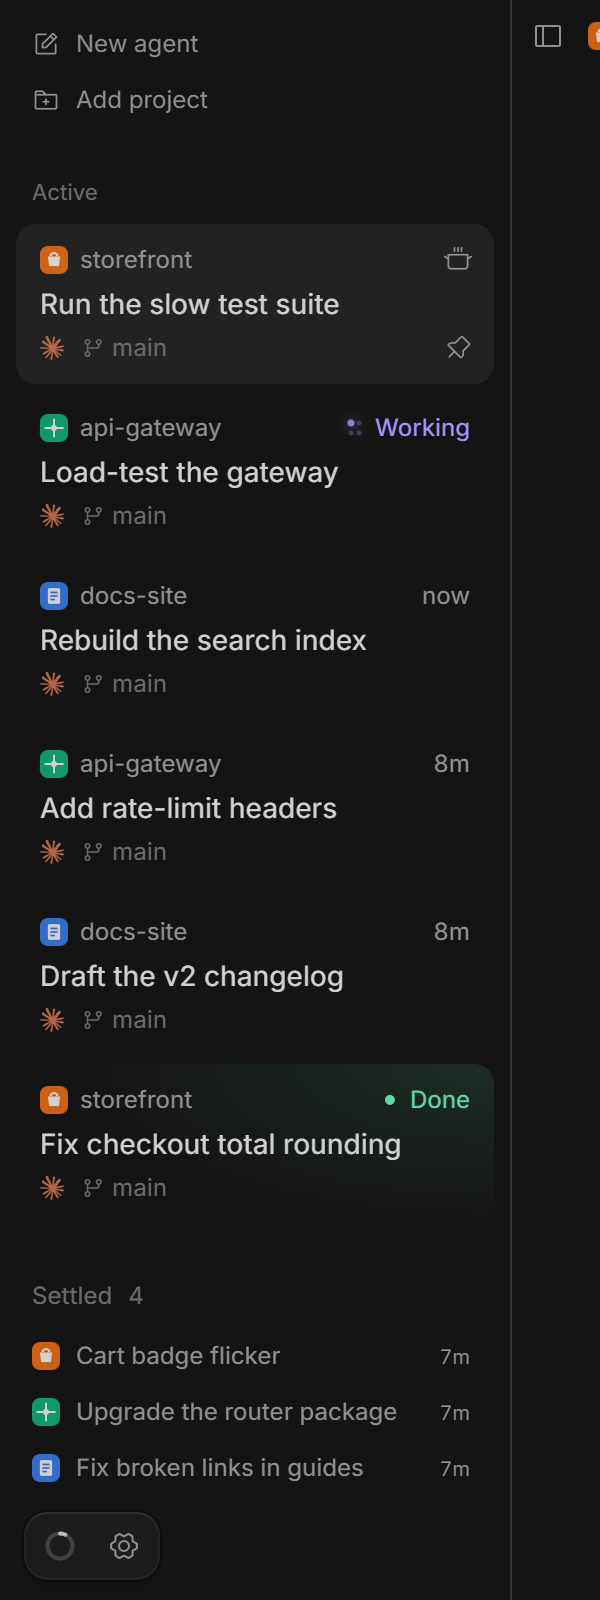 New agent
Add project
Active
storefront
Run the slow test suite
main
api-gateway Working
Load-test the gateway
main
docs-site now
Rebuild the search index
main
api-gateway 8m
Add rate-limit headers
main
docs-site 8m
Draft the v2 changelog
main
storefront Done
Fix checkout total rounding
main
Settled 4
Cart badge flicker 7m
Upgrade the router package 7m
Fix broken links in guides 7m